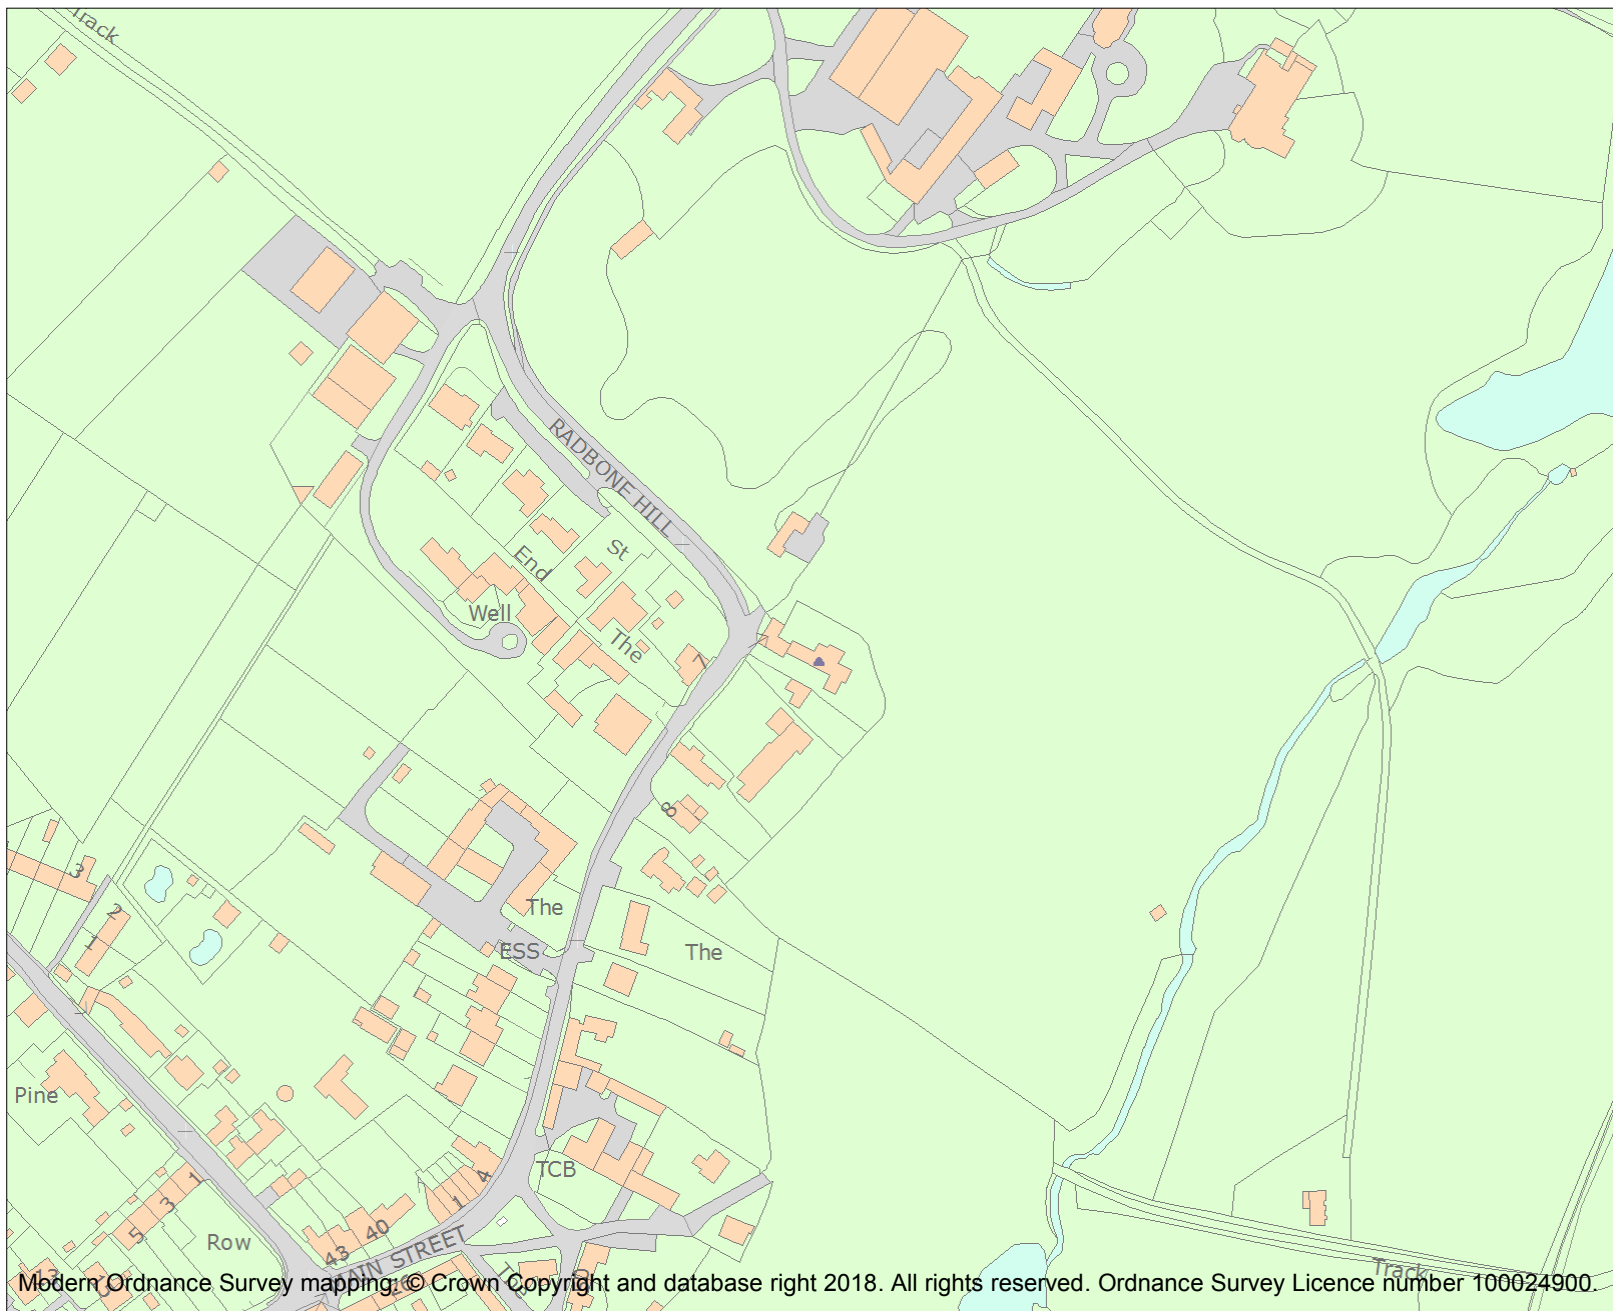 Track
RADBONE HILL
St
End
Well
The
7
8
3
2
1
The
ESS
The
Pine
TCB
4
1
1
3
5
40
43
Row
MAIN STREET
Track
Modern Ordnance Survey mapping: © Crown Copyright and database right 2018. All rights reserved. Ordnance Survey Licence number 100024900.